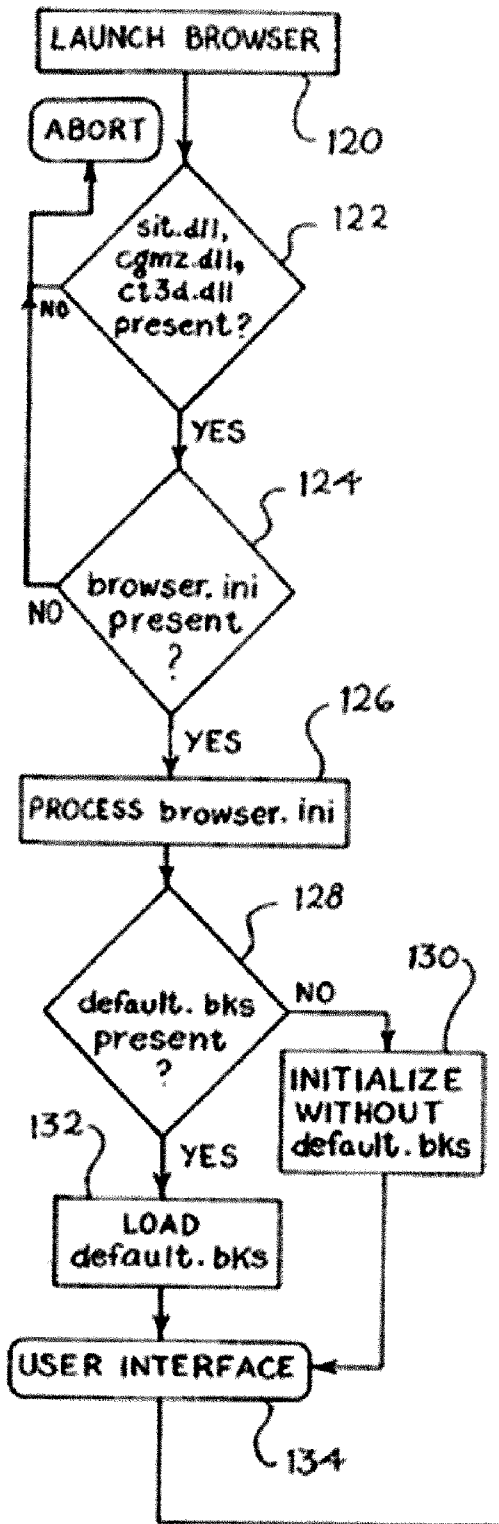 LAUNCH BROWSER
120
ABORT
sit.dll,
cgmz.dll,
ct3d.dll
present?
122
NO
YES
124
browser.ini
present
?
NO
YES
126
PROCESS browser.ini
128
default.bks
present
?
NO
130
INITIALIZE
WITHOUT
default.bks
132
YES
LOAD
default.bks
USER INTERFACE
134